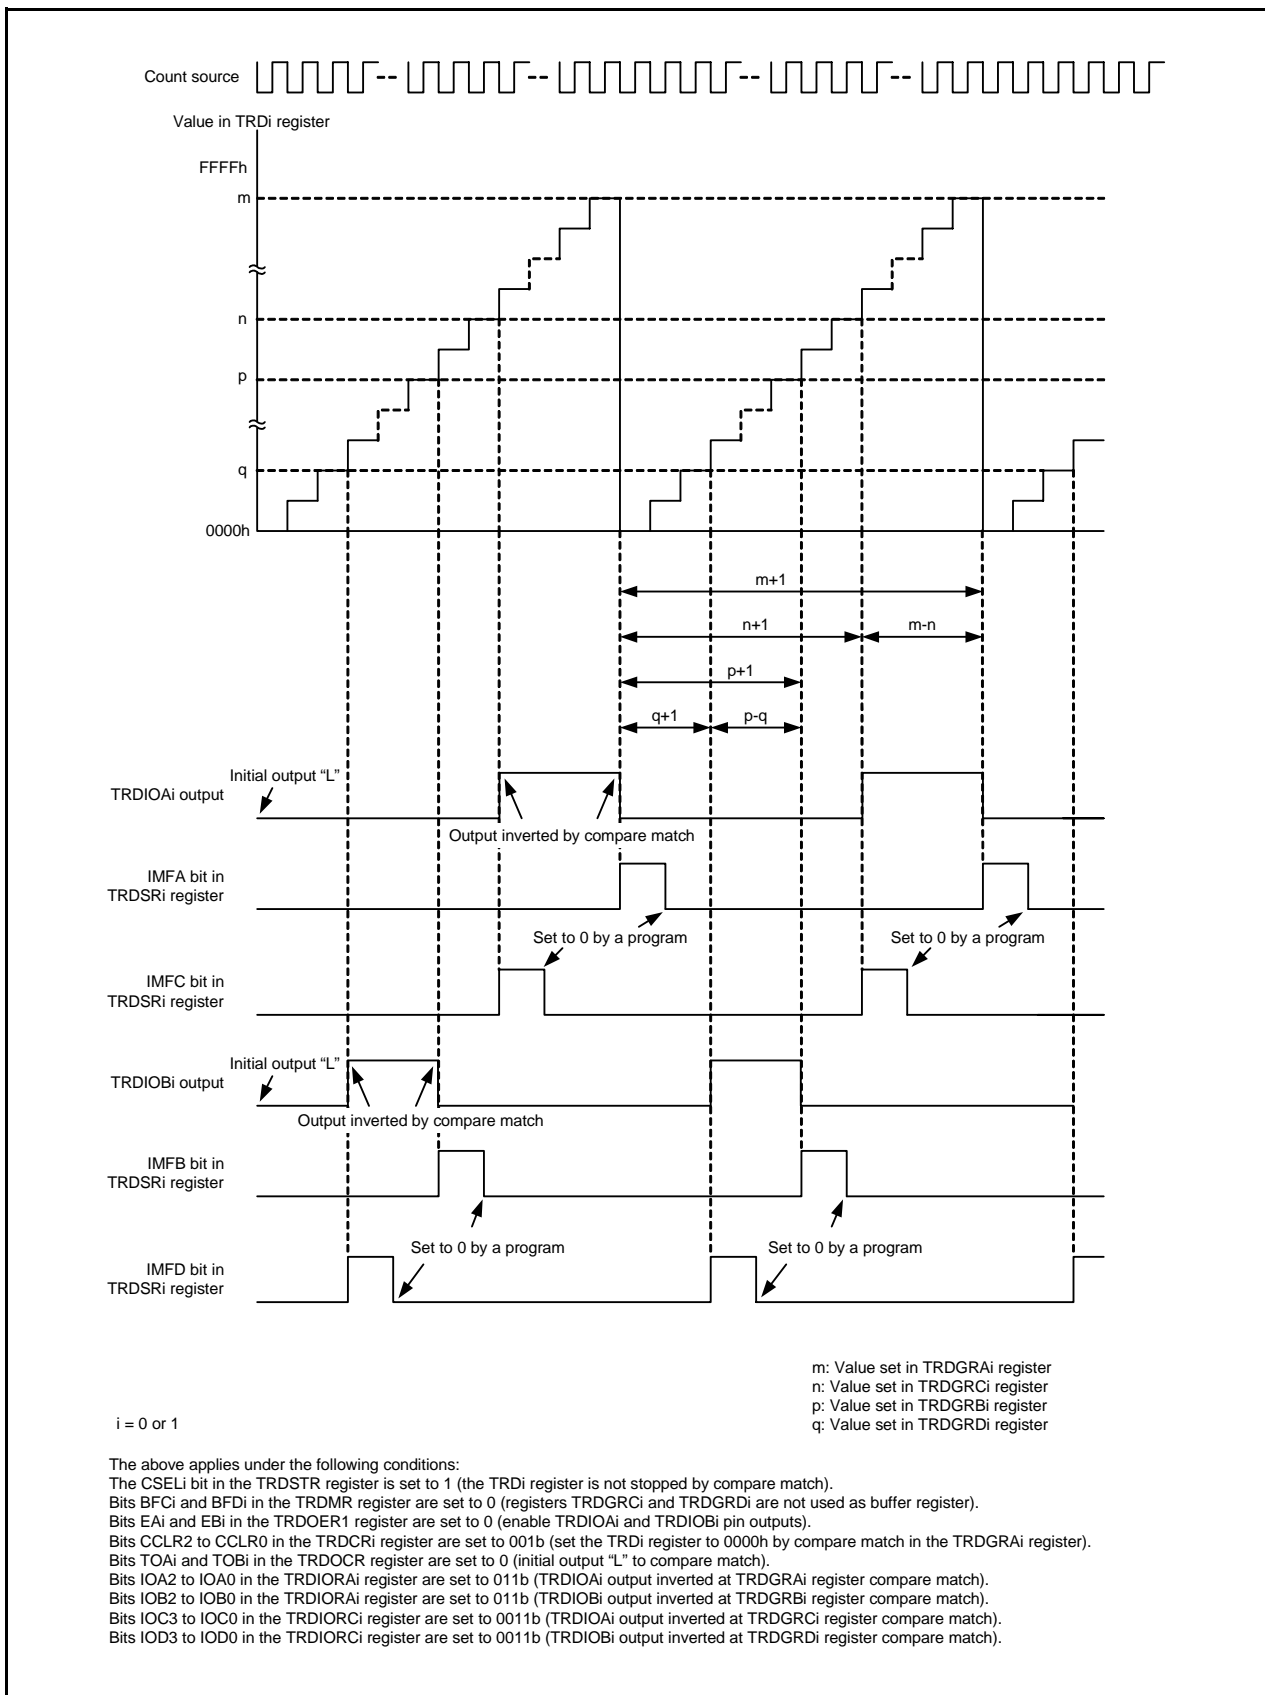 Count source
Value in TRDi register
FFFFh
m
n
p
q
0000h
m+1
n+1
m-n
p+1
q+1
p-q
Initial output “L”
TRDIOAi output
Output inverted by compare match
IMFA bit in
TRDSRi register
Set to 0 by a program
Set to 0 by a program
IMFC bit in
TRDSRi register
Initial output “L”
TRDIOBi output
Output inverted by compare match
IMFB bit in
TRDSRi register
Set to 0 by a program
Set to 0 by a program
IMFD bit in
TRDSRi register
m: Value set in TRDGRAi register
n: Value set in TRDGRCi register
p: Value set in TRDGRBi register
q: Value set in TRDGRDi register
i = 0 or 1
The above applies under the following conditions:
The CSELi bit in the TRDSTR register is set to 1 (the TRDi register is not stopped by compare match).
Bits BFCi and BFDi in the TRDMR register are set to 0 (registers TRDGRCi and TRDGRDi are not used as buffer register).
Bits EAi and EBi in the TRDOER1 register are set to 0 (enable TRDIOAi and TRDIOBi pin outputs).
Bits CCLR2 to CCLR0 in the TRDCRi register are set to 001b (set the TRDi register to 0000h by compare match in the TRDGRAi register).
Bits TOAi and TOBi in the TRDOCR register are set to 0 (initial output “L” to compare match).
Bits IOA2 to IOA0 in the TRDIORAi register are set to 011b (TRDIOAi output inverted at TRDGRAi register compare match).
Bits IOB2 to IOB0 in the TRDIORAi register are set to 011b (TRDIOBi output inverted at TRDGRBi register compare match).
Bits IOC3 to IOC0 in the TRDIORCi register are set to 0011b (TRDIOAi output inverted at TRDGRCi register compare match).
Bits IOD3 to IOD0 in the TRDIORCi register are set to 0011b (TRDIOBi output inverted at TRDGRDi register compare match).